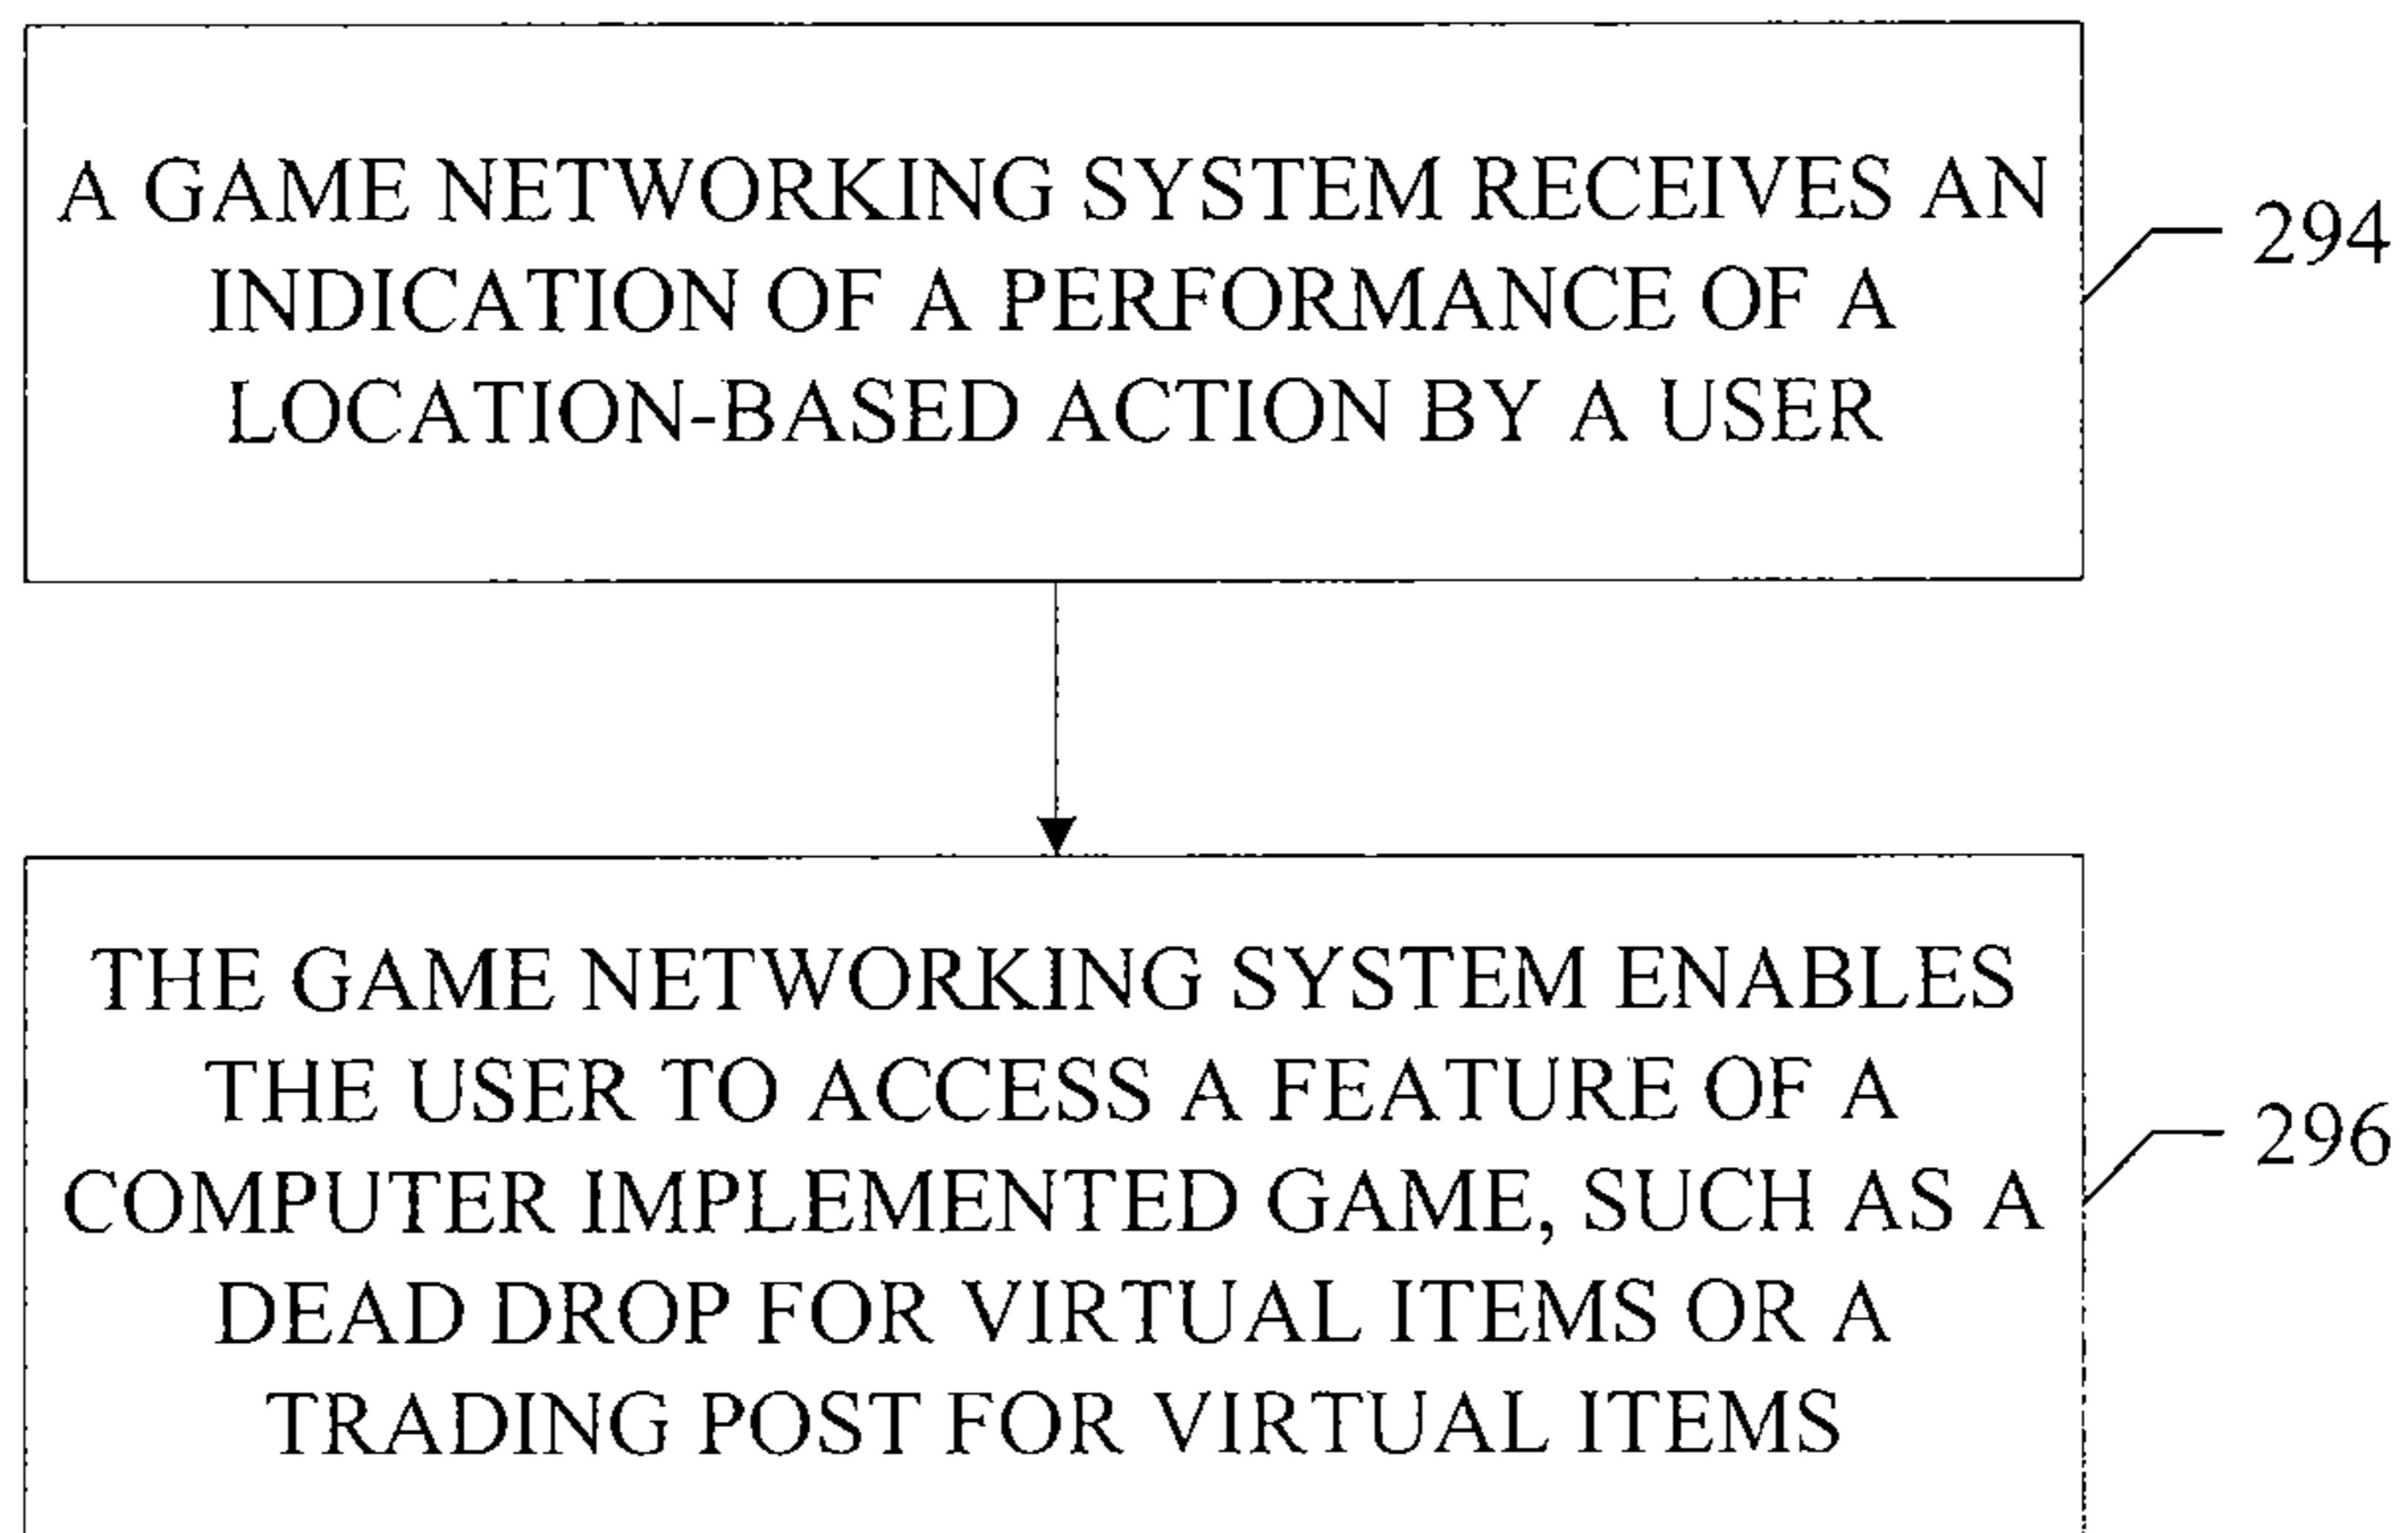 A GAME NETWORKING SYSTEM RECEIVES AN
INDICATION OF A PERFORMANCE OF A
LOCATION-BASED ACTION BY A USER
294
THE GAME NETWORKING SYSTEM ENABLES
THE USER TO ACCESS A FEATURE OF A
COMPUTER IMPLEMENTED GAME, SUCH AS A
DEAD DROP FOR VIRTUAL ITEMS OR A
TRADING POST FOR VIRTUAL ITEMS
296